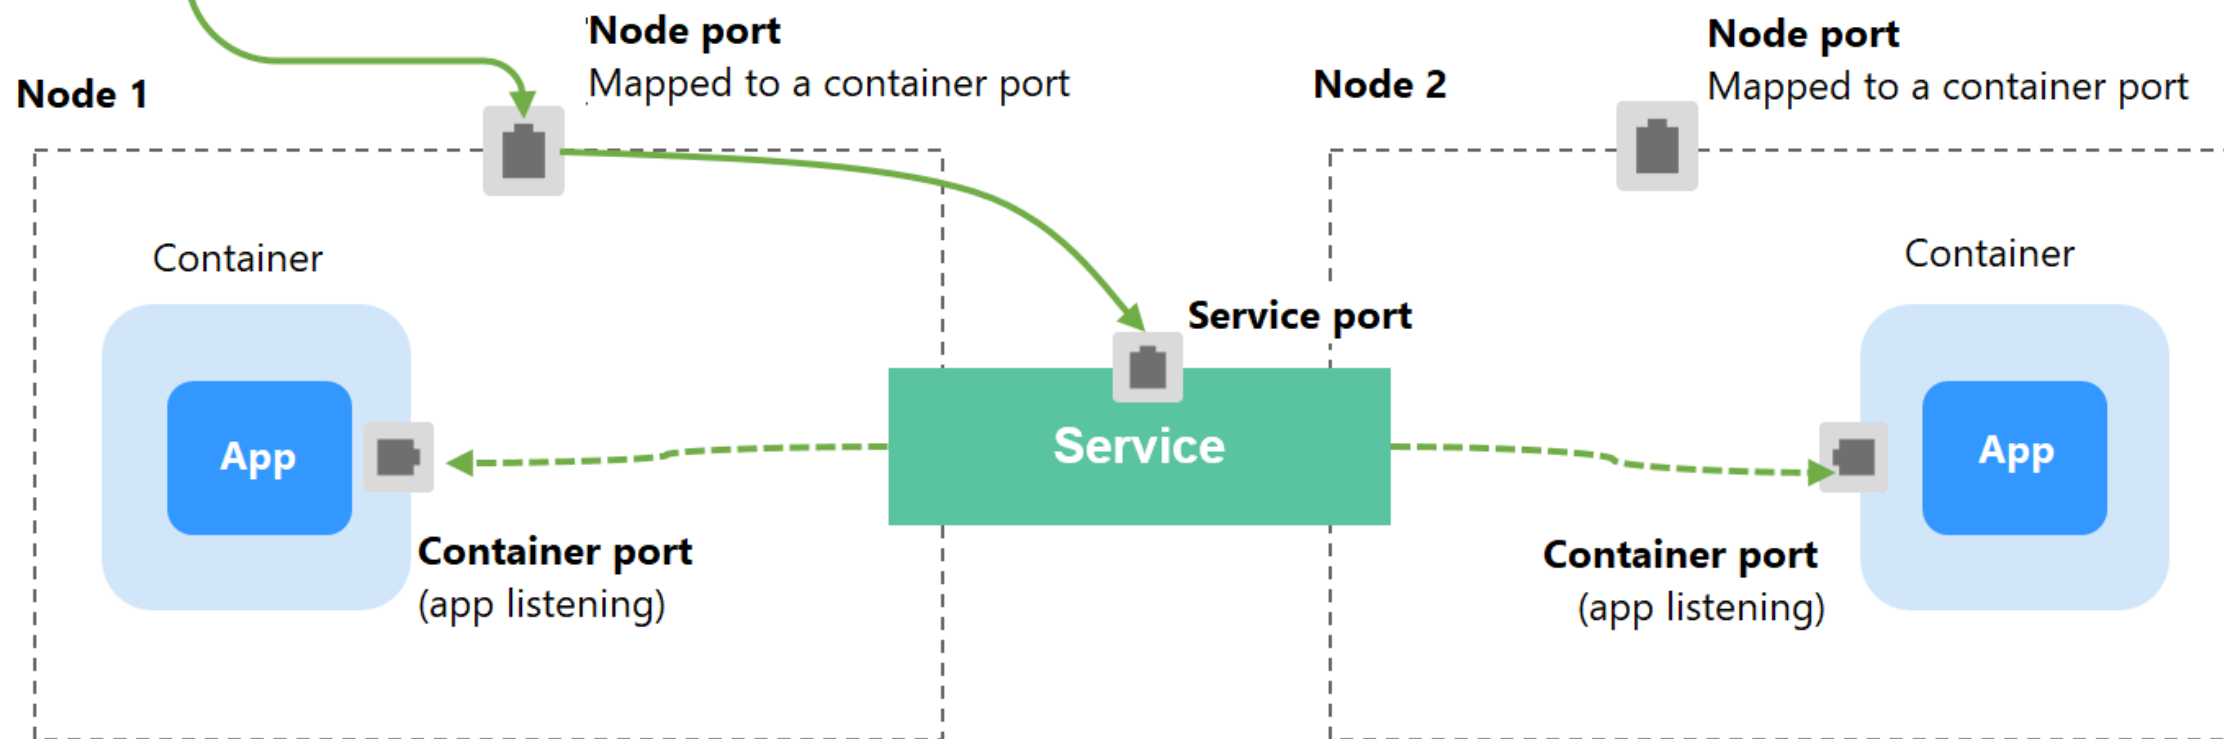 Node port
Mapped to a container port
Node 1
Node port
Mapped to a container port
Node 2
Container
Container
Service port
App
Service
App
Container port
(app listening)
Container port
(app listening)